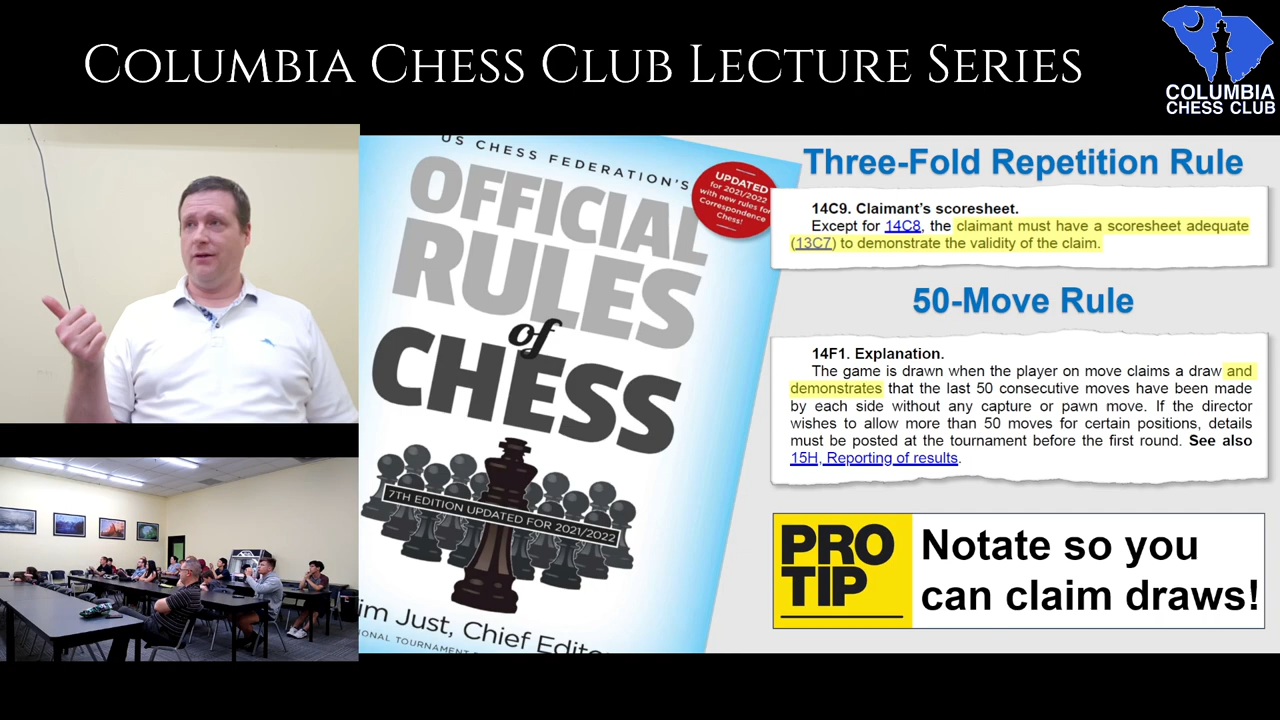 COLUMBIA CHESS CLUB LECTURE SERIES
COLUMBIA
CHESS CLUB
US CHESS FEDERATION'S
OFFICIAL
RULES
of
CHESS
UPDATED
for 2021/2022
with new rules for
Correspondence
Chess!
7TH EDITION UPDATED FOR 2021/2022
im Just, Chief Edito
IONAL TOURNAMENT
Three-Fold Repetition Rule
14C9. Claimant's scoresheet.
Except for 14C8, the claimant must have a scoresheet adequate
(13C7) to demonstrate the validity of the claim.
50-Move Rule
14F1. Explanation.
The game is drawn when the player on move claims a draw and
demonstrates that the last 50 consecutive moves have been made
by each side without any capture or pawn move. If the director
wishes to allow more than 50 moves for certain positions, details
must be posted at the tournament before the first round. See also
15H, Reporting of results.
PRO
TIP
Notate so you
can claim draws!